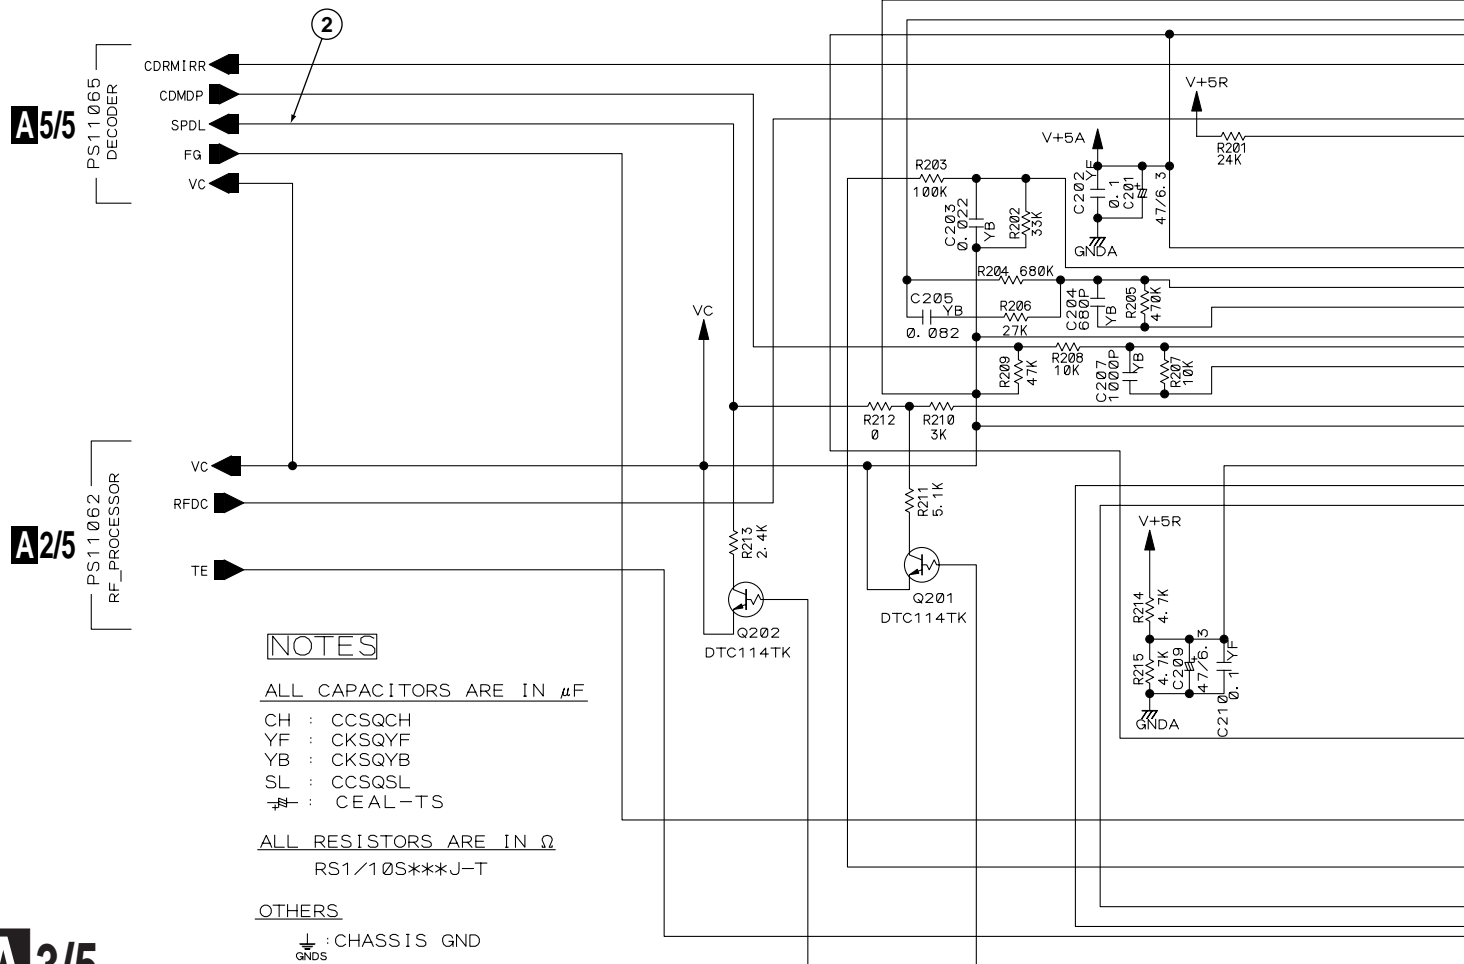 2
CDRMIRR
CDMDP
SPDL
FG
VC
A 5/5
PS11065
DECODER
V+5R
R201
24K
V+5A
C202
YF
0.1
C201
47/6.3
GNDA
R203
100K
C203
0.022
YB
R202
33K
R204 680K
C205
YB
0.082
R206
27K
C204
680P
YB
R205
470K
VC
R209
47K
R208
10K
C207
1000P
YB
R207
10K
R212
0
R210
3K
VC
RFDC
TE
A 2/5
PS11062
RF_PROCESSOR
R211
5.1K
R213
2.4K
Q201
DTC114TK
Q202
DTC114TK
V+5R
R214
4.7K
R215
4.7K
C209
47/6.3
C210
0.1 YF
GNDA
NOTES
ALL CAPACITORS ARE IN μF
CH : CCSQCH
YF : CKSQYF
YB : CKSQYB
SL : CCSQSL
+ : CEAL-TS
ALL RESISTORS ARE IN Ω
RS1/10S***J-T
OTHERS
: CHASSIS GND
GNDS
A 3/5